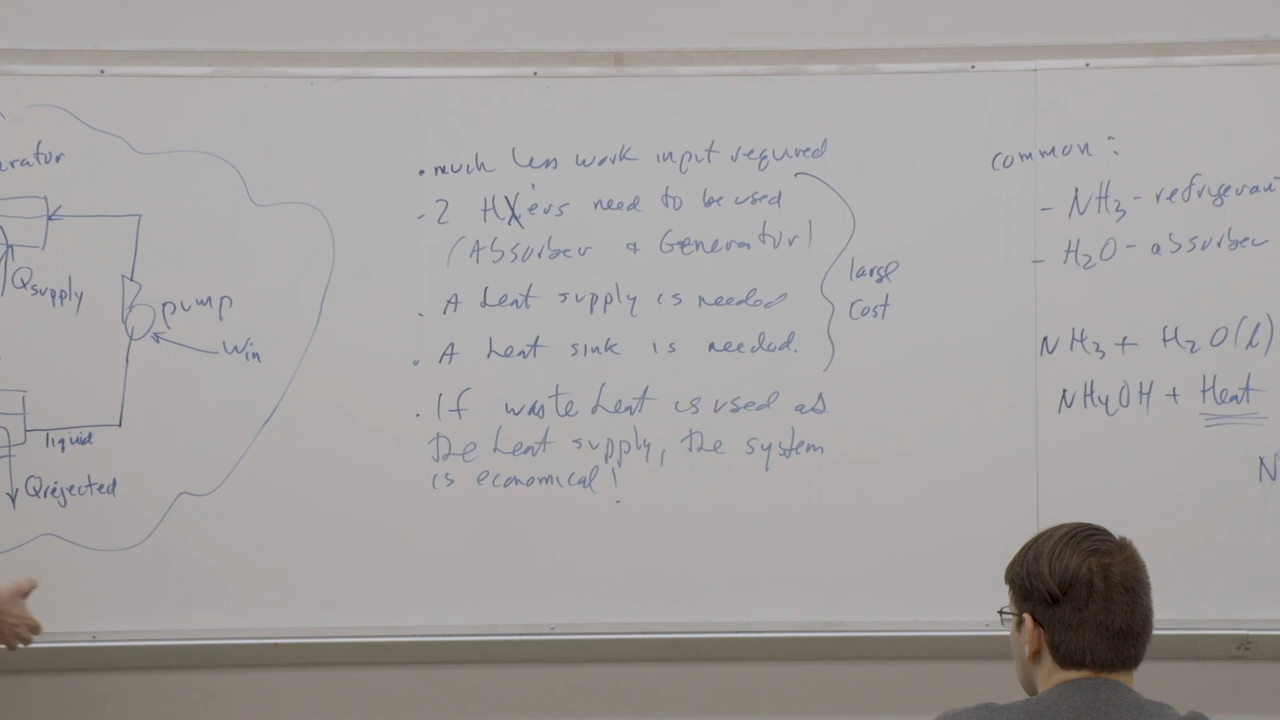 erator
Qsupply
pump
Win
liquid
Qrejected
• much less work input required
- 2 HXers need to be used
(Absorber & Generator)
• A heat supply is needed
• A heat sink is needed.
large
cost
• If waste heat is used as
the heat supply, the system
is economical!
common:
- NH3 - refrigerant
- H2O - absorber
NH3 + H2O(l)
NH4OH + Heat
N